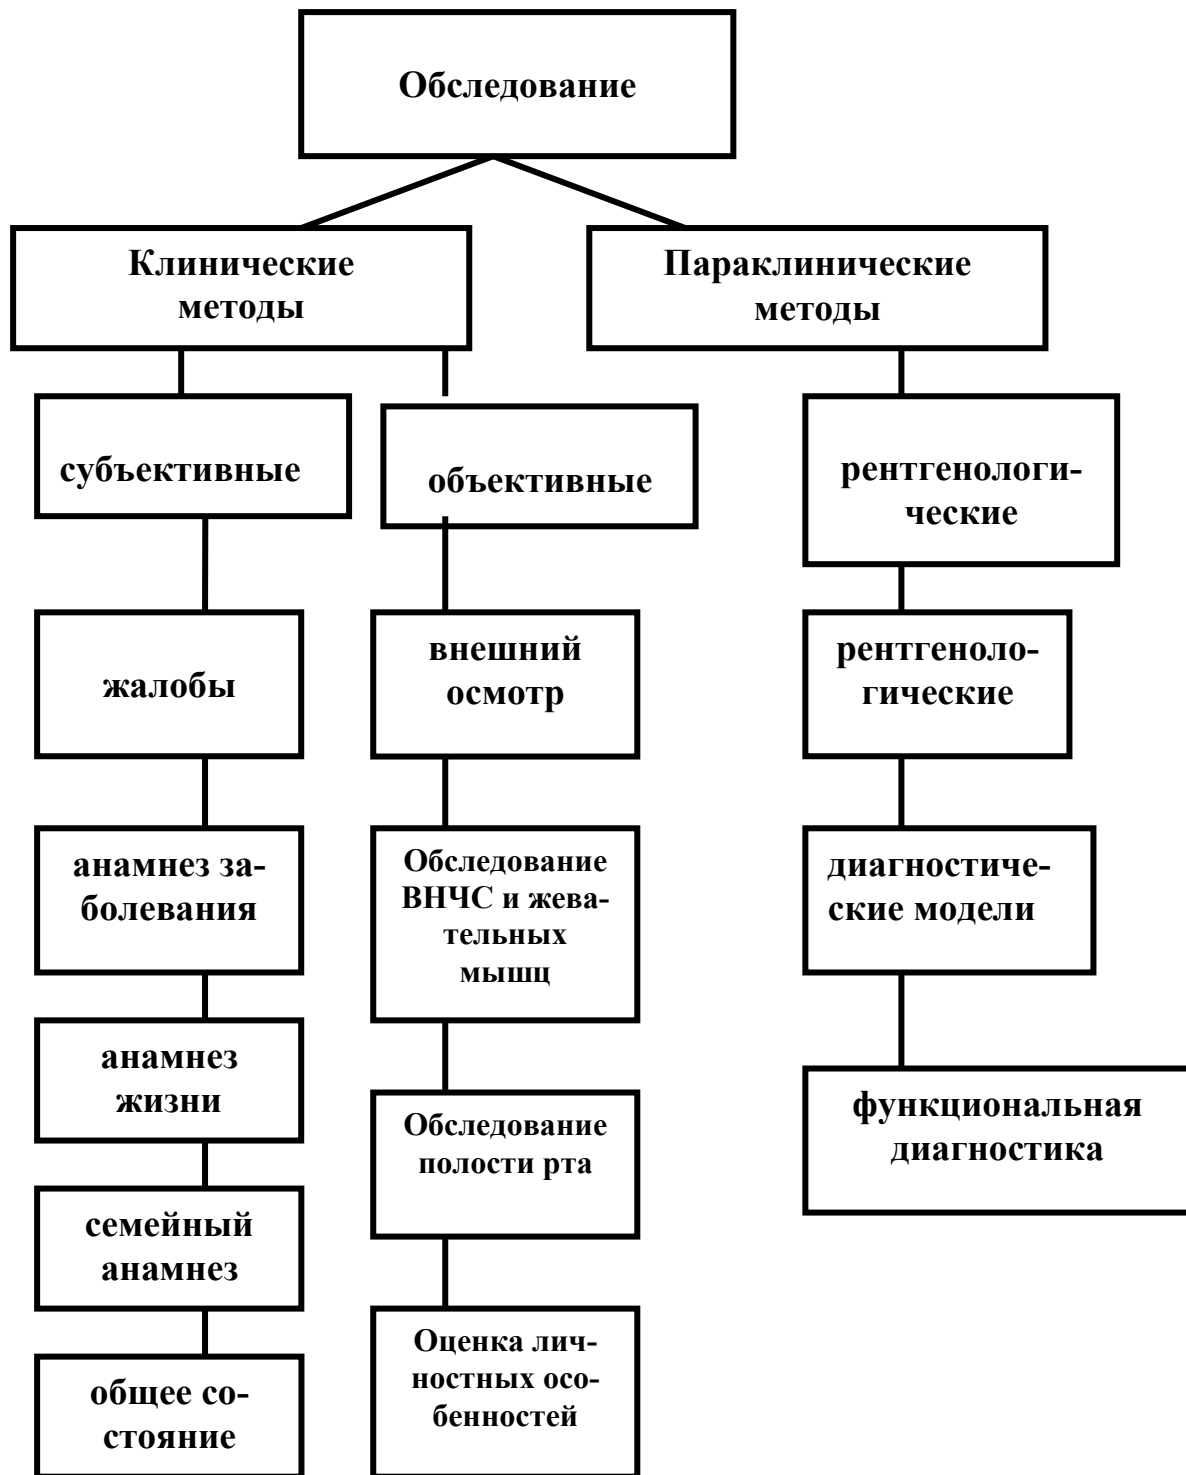 Обследование
Клинические
методы
Параклинические
методы
субъективные
объективные
рентгенологи-
ческие
жалобы
внешний
осмотр
рентгеноло-
гические
анамнез за-
болевания
Обследование
ВНЧС и жева-
тельных
мышц
диагностиче-
ские модели
анамнез
жизни
Обследование
полости рта
функциональная
диагностика
семейный
анамнез
Оценка лич-
ностных осо-
бенностей
общее со-
стояние